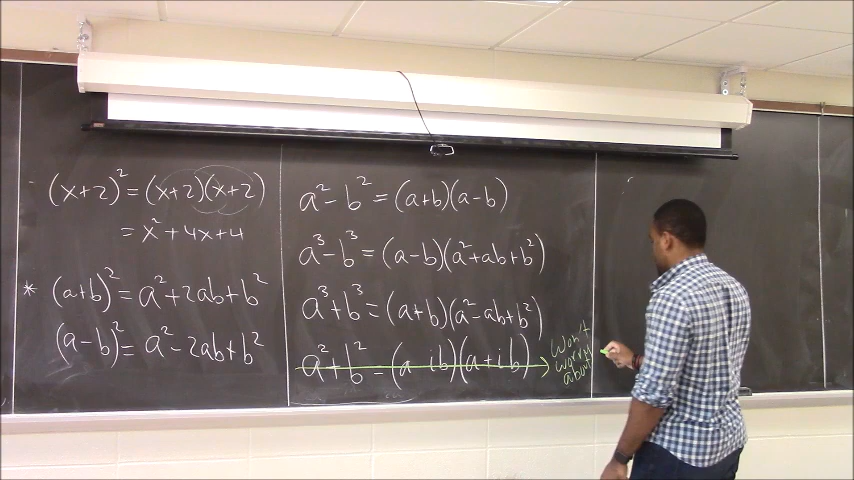 (x+2)² = (x+2)(x+2)
= x² + 4x + 4
* (a+b)² = a² + 2ab + b²
(a-b)² = a² - 2ab + b²
a² - b² = (a+b)(a-b)
a³ - b³ = (a-b)(a² + ab + b²)
a³ + b³ = (a+b)(a² - ab + b²)
a² + b² = (a - ib)(a + ib)
Won't
worry
about